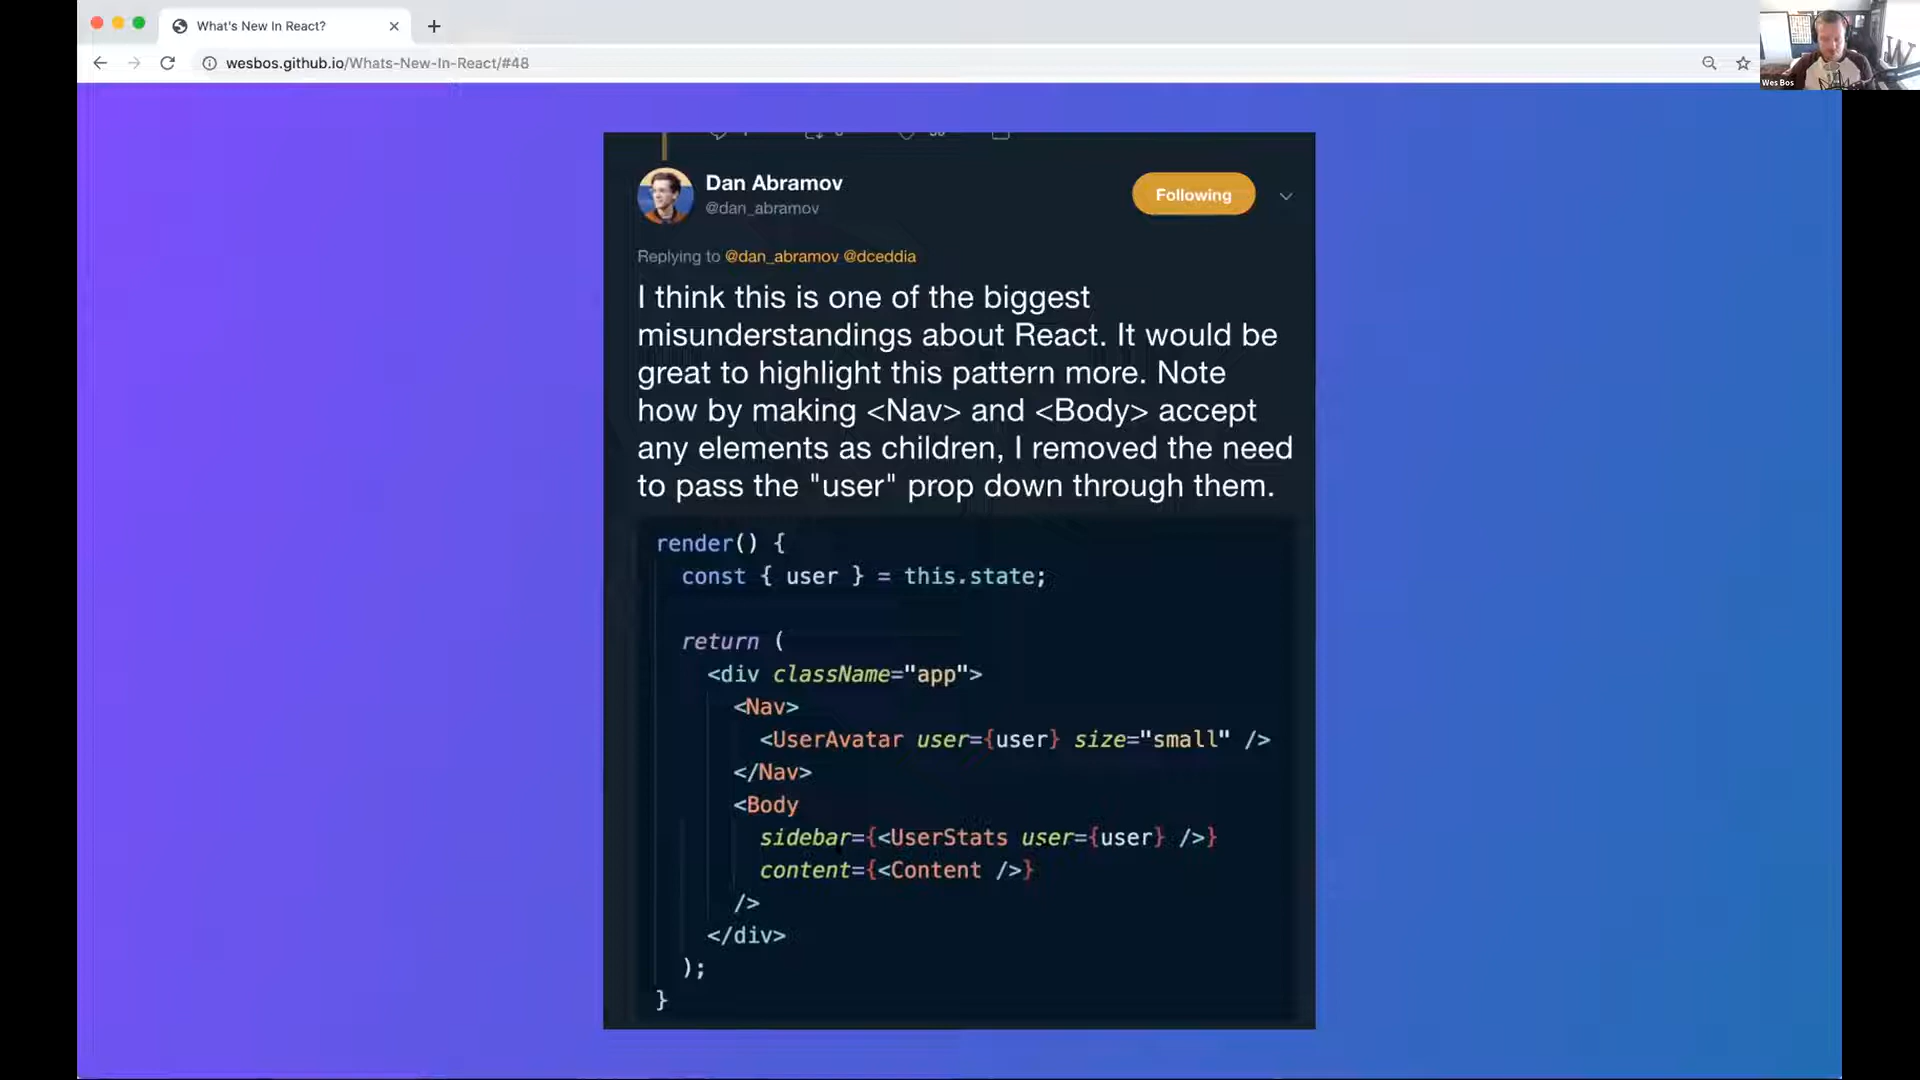 What's New In React?
wesbos.github.io/Whats-New-In-React/#48
Wes Bos
Dan Abramov
@dan_abramov
Following
Replying to @dan_abramov @dceddia
I think this is one of the biggest
misunderstandings about React. It would be
great to highlight this pattern more. Note
how by making <Nav> and <Body> accept
any elements as children, I removed the need
to pass the "user" prop down through them.
render() {
const { user } = this.state;
return (
<div className="app">
<Nav>
<UserAvatar user={user} size="small" />
</Nav>
<Body
sidebar={<UserStats user={user} />}
content={<Content />}
/>
</div>
);
}